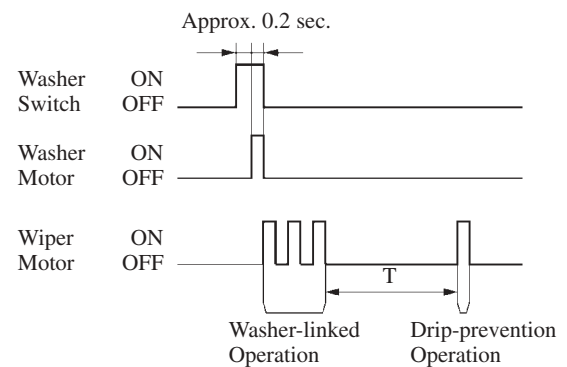 Approx. 0.2 sec.
Washer ON
Switch OFF
Washer ON
Motor OFF
Wiper ON
Motor OFF
T
Washer-linked Drip-prevention
Operation Operation